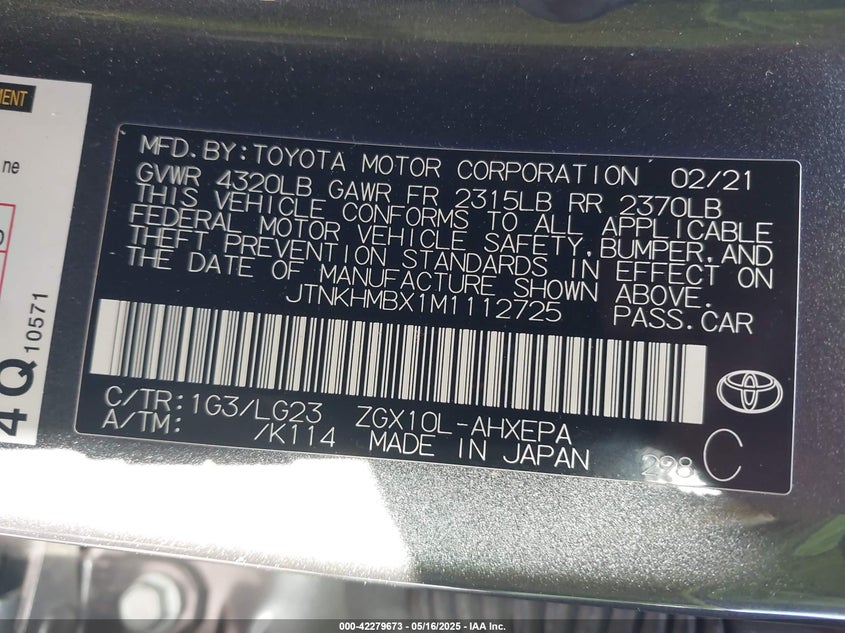 MENT
ne
4Q
10571
MFD.BY:TOYOTA MOTOR CORPORATION 02/21
GVWR 4320LB GAWR FR 2315LB RR 2370LB
THIS VEHICLE CONFORMS TO ALL APPLICABLE
FEDERAL MOTOR VEHICLE SAFETY,BUMPER,AND
THEFT PREVENTION STANDARDS IN EFFECT ON
THE DATE OF MANUFACTURE SHOWN ABOVE.
JTNKHMBX1M1112725 PASS.CAR
C/TR:1G3/LG23 ZGX10L-AHXEPA
A/TM: /K114 MADE IN JAPAN
298 C
000-42279673 - 05/16/2025 - IAA Inc.